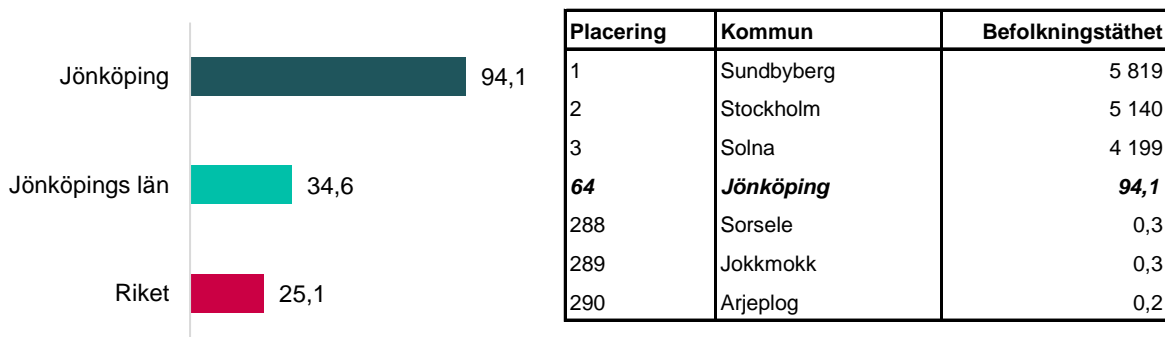 Jönköping 94,1
Jönköpings län 34,6
Riket 25,1
Placering Kommun Befolkningstäthet
1 Sundbyberg 5 819
2 Stockholm 5 140
3 Solna 4 199
64 Jönköping 94,1
288 Sorsele 0,3
289 Jokkmokk 0,3
290 Arjeplog 0,2